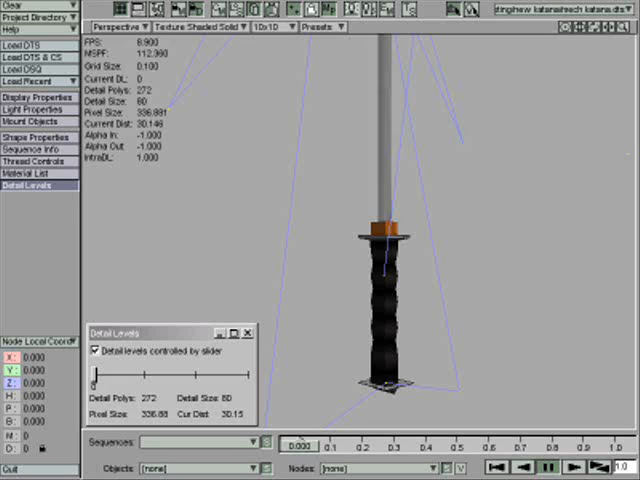 Clear
Project Directory
Help
Load DTS
Load DTS & CS
Load DSQ
Load Recent
Display Properties
Light Properties
Mount Objects
Shape Properties
Sequence Info
Thread Controls
Material List
Detail Levels
Perspective Texture Shaded Solid 10x10 Presets
FPS: 8.900
MSPF: 112.360
Grid Size: 0.100
Current DL: 0
Detail Polys: 272
Detail Size: 80
Pixel Size: 336.881
Current Dist: 30.146
Alpha In: -1.000
Alpha Out -1.000
IntraDL: 1.000
Detail Levels
Detail levels controlled by slider
0
Detail Polys: 272 Detail Size: 80
Pixel Size: 336.88 Cur Dist 30.15
Node Local Coord
X: 0.000
Y: 0.000
Z: 0.000
H: 0.000
P: 0.000
B: 0.000
M: 0
D: 0
Quit
Sequences: S 0.000 0.1 0.2 0.3 0.4 0.5 0.6 0.7 0.8 0.9 1.0
Objects: [none] Nodes: [none] V 1.0